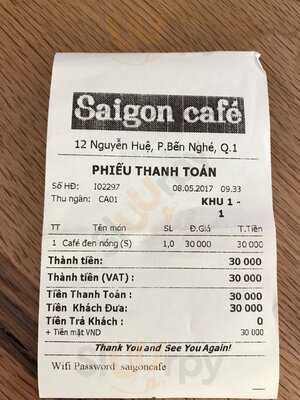 Saigon café
12 Nguyễn Huệ, P.Bến Nghé, Q.1
PHIẾU THANH TOÁN
Số HĐ: I02297 08.05.2017 09.33
Thu ngân: CA01 KHU 1 -
1
TT Tên món SL Đ.Giá T.Tiền
1 Café đen nóng (S) 1,0 30 000 30 000
Thành tiền: 30 000
Thành tiền (VAT) : 30 000
Tiền Thanh Toán : 30 000
Tiền Khách Đưa: 30 000
Tiền Trả Khách : 0
+ Tiền mặt VND 30 000
Thank You and See You Again!
Wifi Password saigoncafe